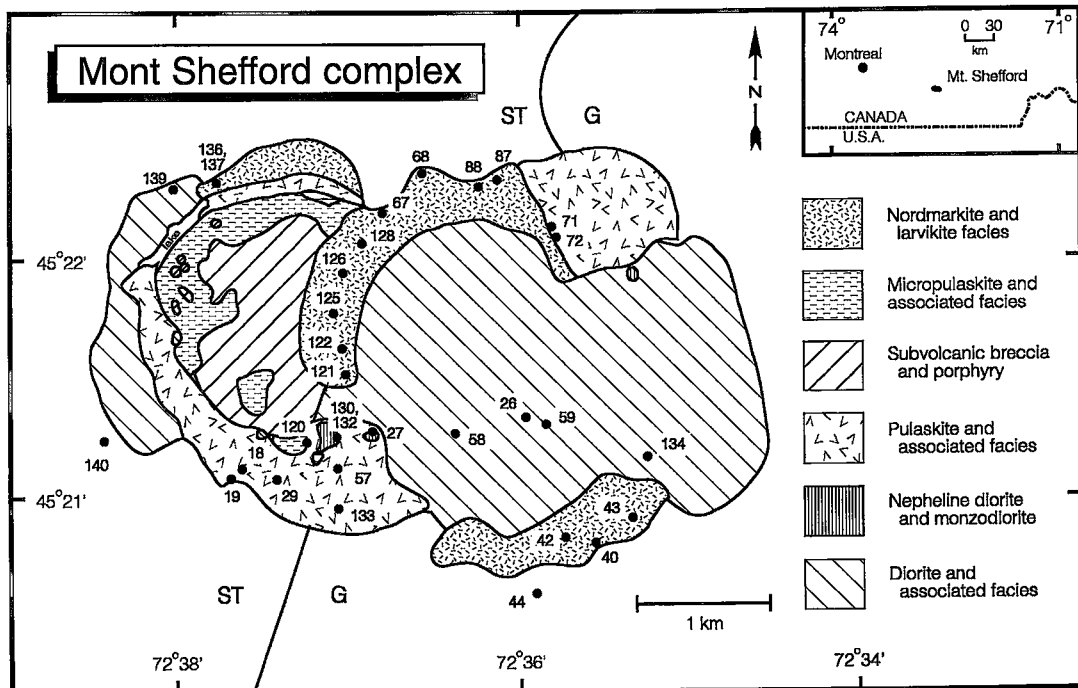 Mont Shefford complex
N
74°
0 30
km
71°
Montreal
Mt. Shefford
CANADA
U.S.A.
ST G
136,
137
139
68
88
87
67
71
72
128
126
125
122
121
130,
132
120
27
18
19
29
57
133
58
26
59
134
43
42
40
44
140
lake
45°22'
45°21'
ST G
1 km
72°38'
72°36'
72°34'
Nordmarkite and
larvikite facies
Micropulaskite and
associated facies
Subvolcanic breccia
and porphyry
Pulaskite and
associated facies
Nepheline diorite
and monzodiorite
Diorite and
associated facies